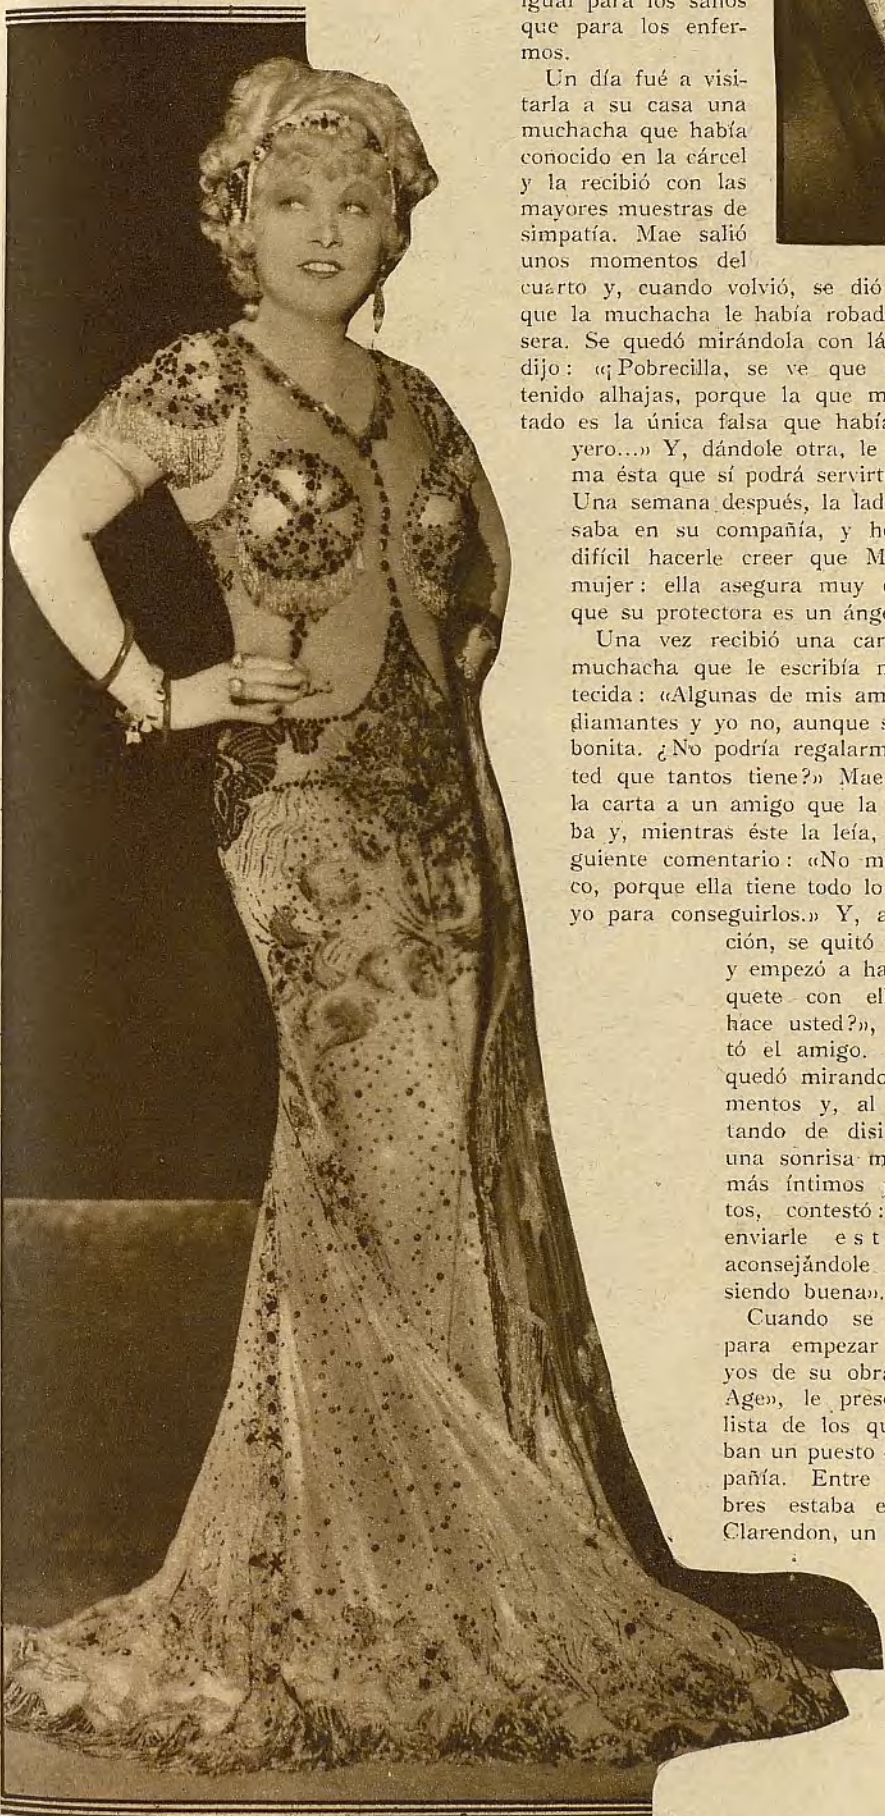 igual para los sanos
que para los enfer-
mos.
Un día fué a visi-
tarla a su casa una
muchacha que había
conocido en la cárcel
y la recibió con las
mayores muestras de
simpatía. Mae salió
unos momentos del
cuarto y, cuando volvió, se dió
que la muchacha le había robad
sera. Se quedó mirándola con lá
dijo: «¡Pobrecilla, se ve que
tenido alhajas, porque la que m
tado es la única falsa que había
yero...» Y, dándole otra, le
ma ésta que sí podrá servirt
Una semana después, la lad
saba en su compañía, y h
difícil hacerle creer que M
mujer: ella asegura muy
que su protectora es un ánge
Una vez recibió una car
muchacha que le escribía
tecida: «Algunas de mis am
diamantes y yo no, aunque s
bonita. ¿No podría regalarm
ted que tantos tiene?» Mae
la carta a un amigo que la
ba y, mientras éste la leía,
guiente comentario: «No m
co, porque ella tiene todo lo
yo para conseguirlos.» Y, a
ción, se quitó
y empezó a ha
quete con el
hace usted?»,
tó el amigo.
quedó mirando
mentos y, al
tando de disi
una sonrisa m
más íntimos
tos, contestó:
enviarle est
aconsejándole
siendo buena».
Cuando se
para empezar
yos de su obra
Age», le prese
lista de los qu
ban un puesto
pañía. Entre
bres estaba e
Clarendon, un